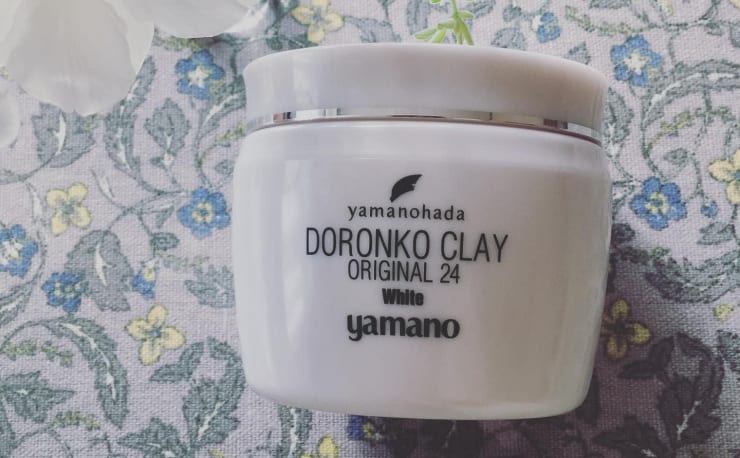 yamanohada
DORONKO CLAY
ORIGINAL 24
White
yamano